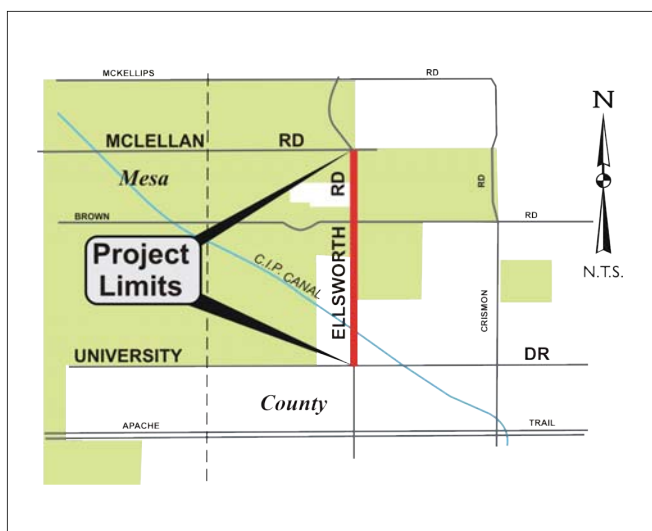 MCKELLIPS RD
MCLELLAN RD
Mesa
N
RD
RD
BROWN RD
Project
Limits
C.I.P. CANAL
ELLSWORTH
N.T.S.
CRISMON
UNIVERSITY DR
County
APACHE TRAIL